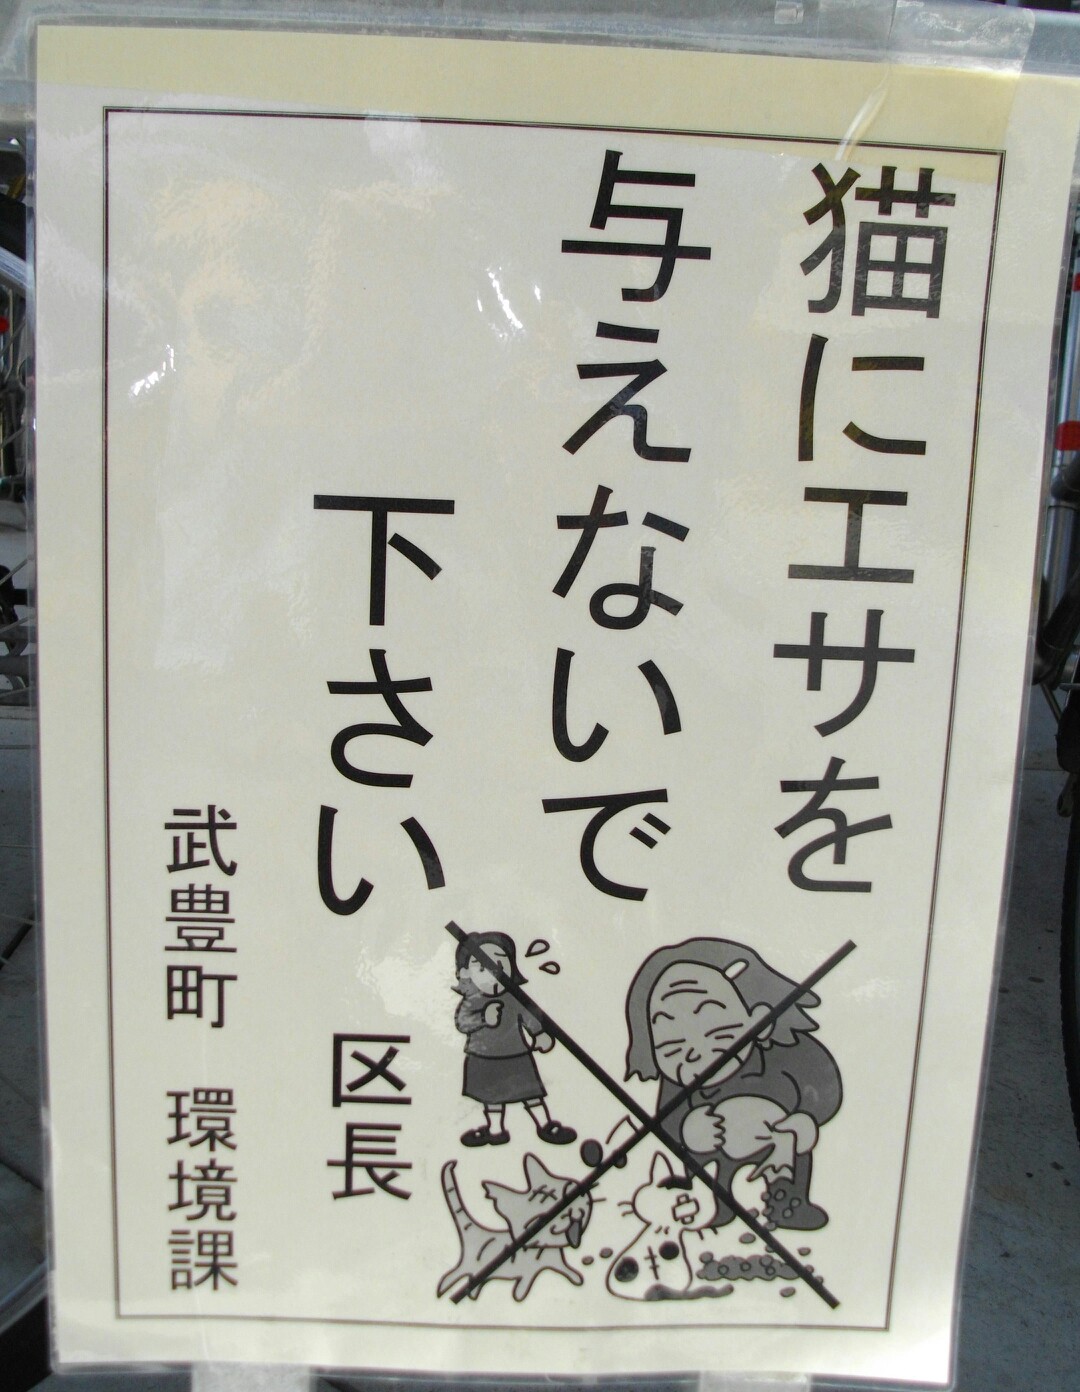 猫にエサを
与えないで
下さい
区長
武豊町 環境課